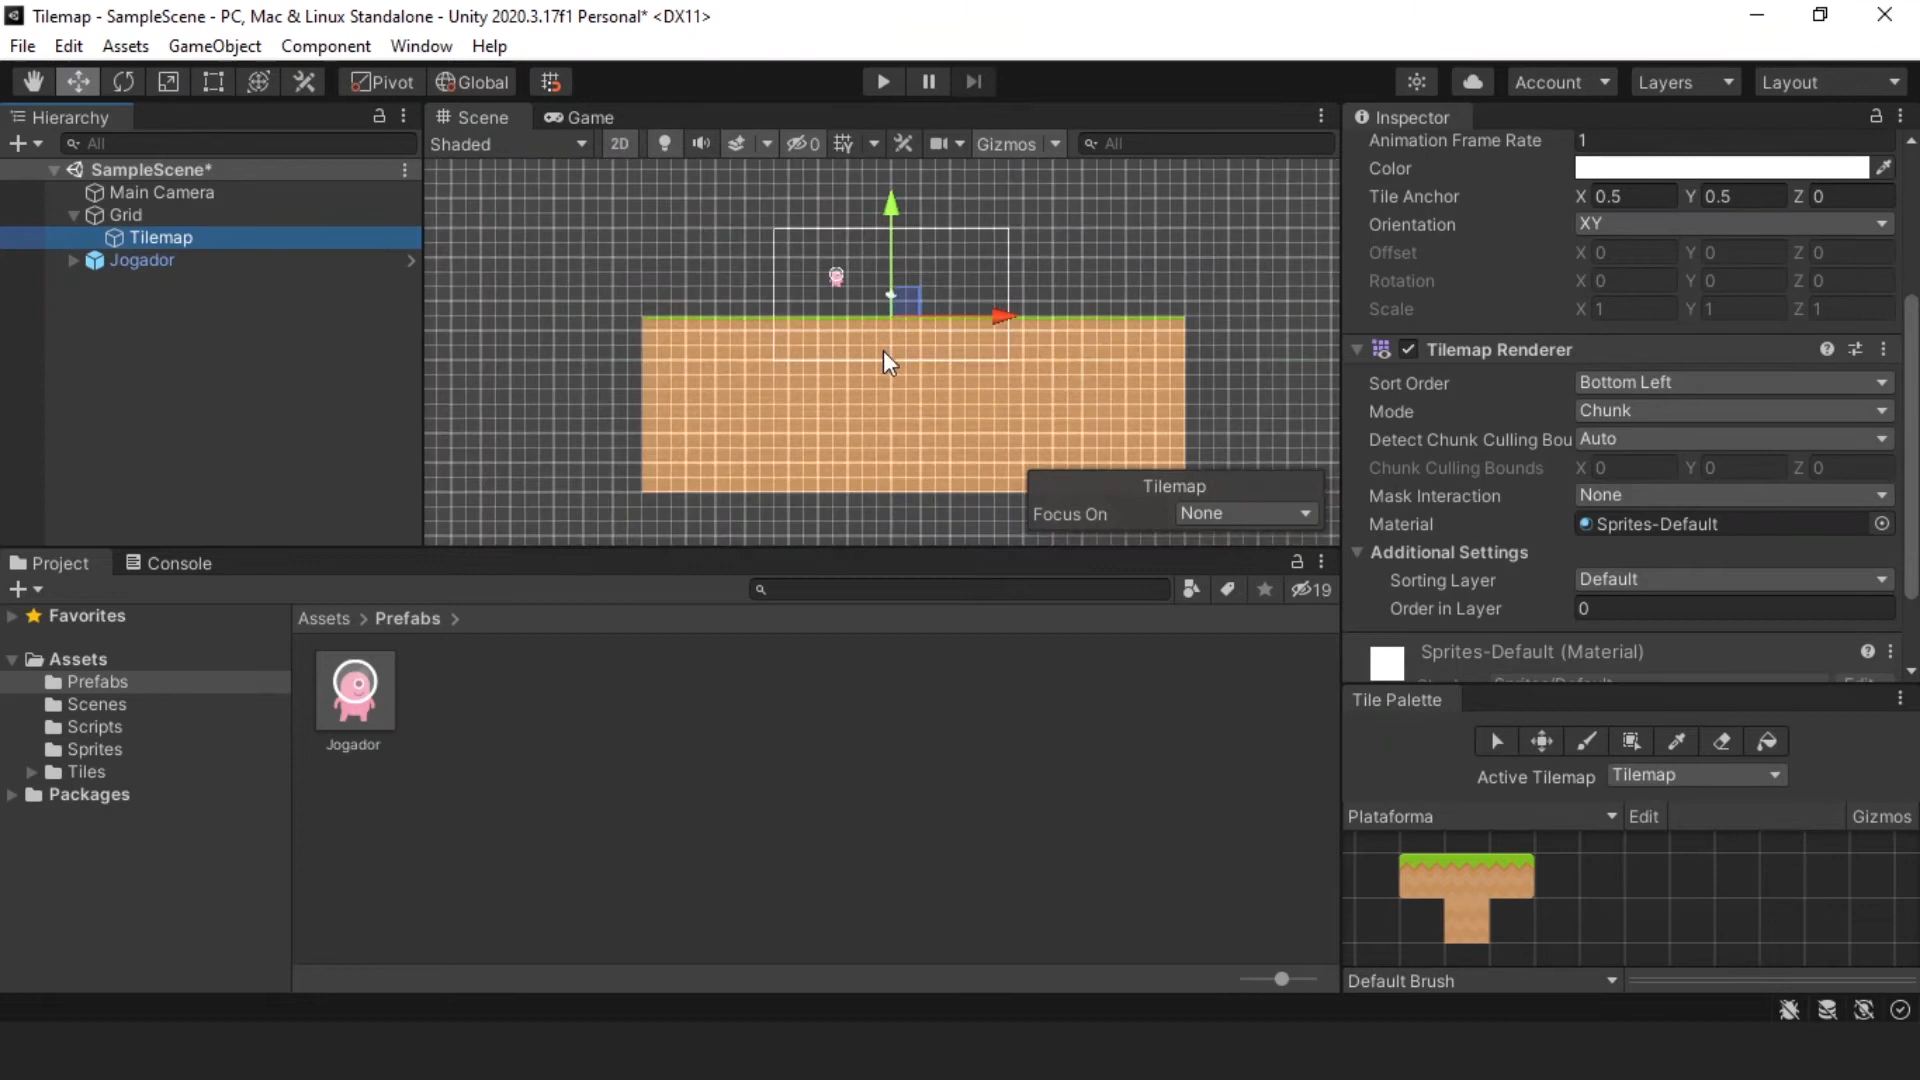 Tilemap - SampleScene - PC, Mac & Linux Standalone - Unity 2020.3.17f1 Personal* <DX11>
File Edit Assets GameObject Component Window Help
Pivot Global Account Layers Layout
Hierarchy
All
SampleScene*
Main Camera
Grid
Tilemap
Jogador
Scene Game
Shaded 2D 0 Gizmos All
Tilemap
Focus On None
Inspector
Animation Frame Rate 1
Color
Tile Anchor X 0.5 Y 0.5 Z 0
Orientation XY
Offset X 0 Y 0 Z 0
Rotation X 0 Y 0 Z 0
Scale X 1 Y 1 Z 1
Tilemap Renderer
Sort Order Bottom Left
Mode Chunk
Detect Chunk Culling Bou Auto
Chunk Culling Bounds X 0 Y 0 Z 0
Mask Interaction None
Material Sprites-Default
Additional Settings
Sorting Layer Default
Order in Layer 0
Sprites-Default (Material)
Project Console
19
Favorites
Assets
Prefabs
Scenes
Scripts
Sprites
Tiles
Packages
Assets > Prefabs >
Jogador
Tile Palette
Active Tilemap Tilemap
Plataforma Edit Gizmos
Default Brush